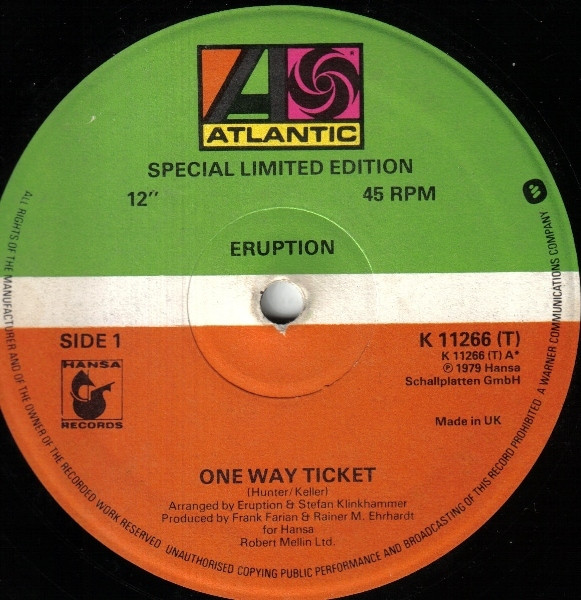 ATLANTIC
SPECIAL LIMITED EDITION
12"
45 RPM
ERUPTION
SIDE 1
K 11266 (T)
K 11266 (T) A*
℗ 1979 Hansa
Schallplatten GmbH
HANSA
RECORDS
Made in UK
ONE WAY TICKET
(Hunter/Keller)
Arranged by Eruption & Stefan Klinkhammer
Produced by Frank Farian & Rainer M. Ehrhardt
for Hansa
Robert Mellin Ltd.
ALL RIGHTS OF THE MANUFACTURER AND OF THE OWNER OF THE RECORDED WORK RESERVED UNAUTHORISED COPYING PUBLIC PERFORMANCE AND BROADCASTING OF THIS RECORD PROHIBITED A WARNER COMMUNICATIONS COMPANY